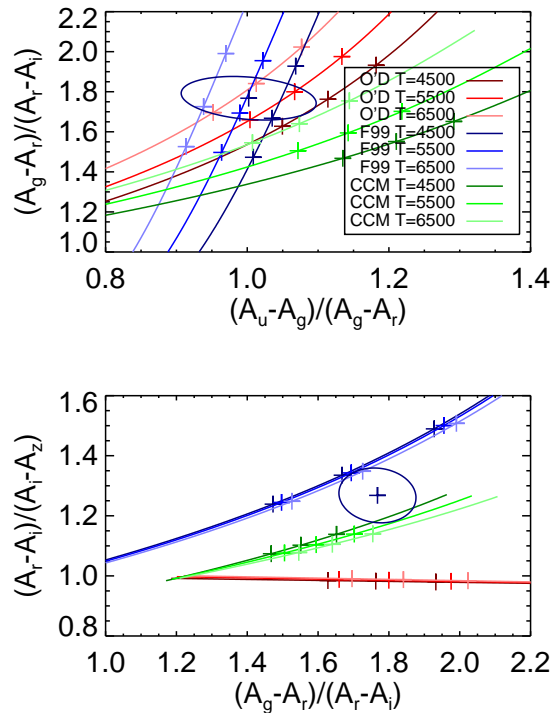 2.2
2.0
1.8
1.6
1.4
1.2
1.0
(A_g-A_r)/(A_r-A_i)
O'D T=4500
O'D T=5500
O'D T=6500
F99 T=4500
F99 T=5500
F99 T=6500
CCM T=4500
CCM T=5500
CCM T=6500
0.8 1.0 1.2 1.4
(A_u-A_g)/(A_g-A_r)
1.6
1.4
1.2
1.0
0.8
(A_r-A_i)/(A_i-A_z)
1.0 1.2 1.4 1.6 1.8 2.0 2.2
(A_g-A_r)/(A_r-A_i)